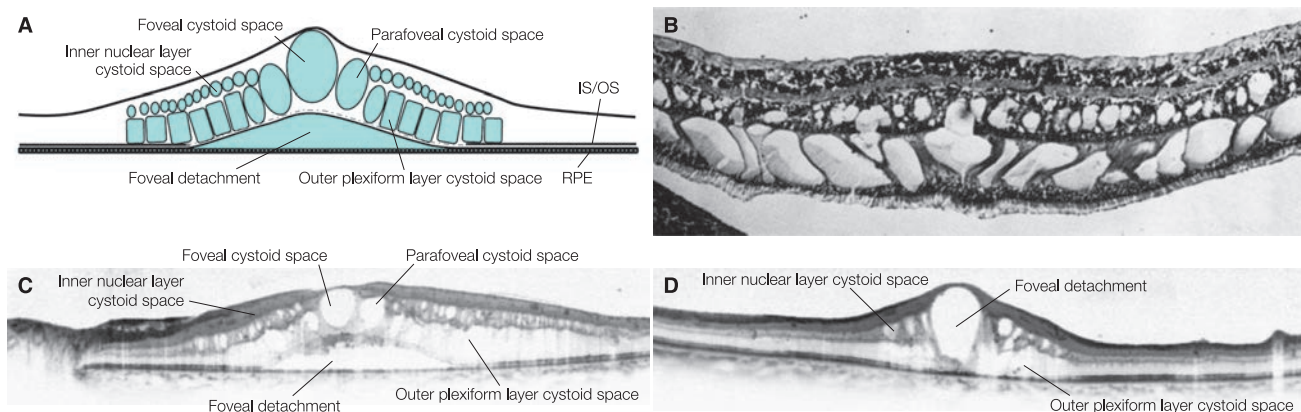 A
Foveal cystoid space
Inner nuclear layer
cystoid space
Parafoveal cystoid space
IS/OS
Foveal detachment
Outer plexiform layer cystoid space
RPE
B
C
Foveal cystoid space
Parafoveal cystoid space
Inner nuclear layer
cystoid space
Outer plexiform layer cystoid space
Foveal detachment
D
Inner nuclear layer cystoid space
Foveal detachment
Outer plexiform layer cystoid space